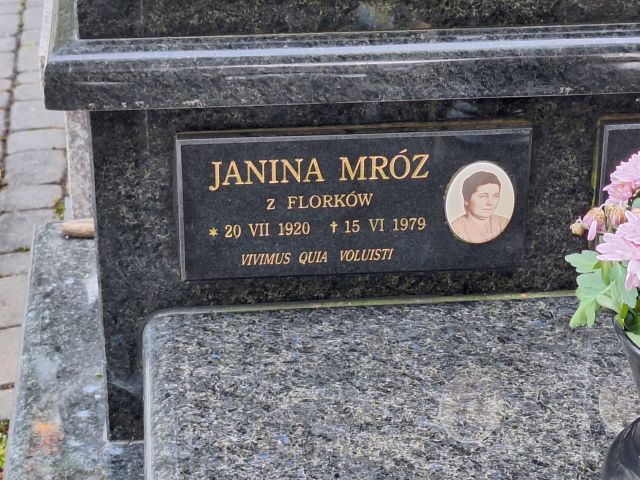 JANINA MRÓZ
Z FLORKÓW
* 20 VII 1920 † 15 VI 1979
VIVIMUS QUIA VOLUISTI